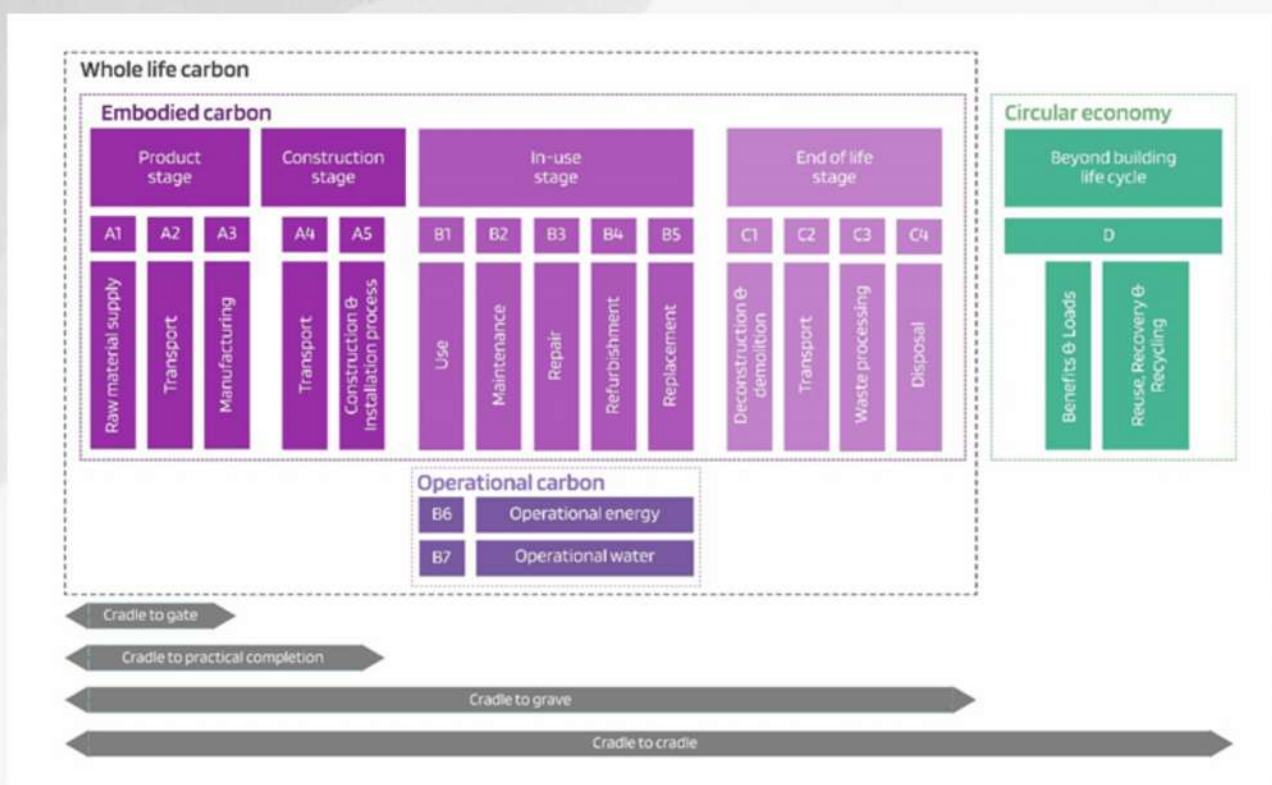 Whole life carbon
Embodied carbon
Circular economy
Product
stage
Construction
stage
In-use
stage
End of life
stage
Beyond building
life cycle
A1
A2
A3
A4
A5
B1
B2
B3
B4
B5
C1
C2
C3
C4
D
Raw material supply
Transport
Manufacturing
Transport
Construction &
Installation process
Use
Maintenance
Repair
Refurbishment
Replacement
Deconstruction &
demolition
Transport
Waste processing
Disposal
Benefits & Loads
Reuse, Recovery &
Recycling
Operational carbon
B6
Operational energy
B7
Operational water
Cradle to gate
Cradle to practical completion
Cradle to grave
Cradle to cradle